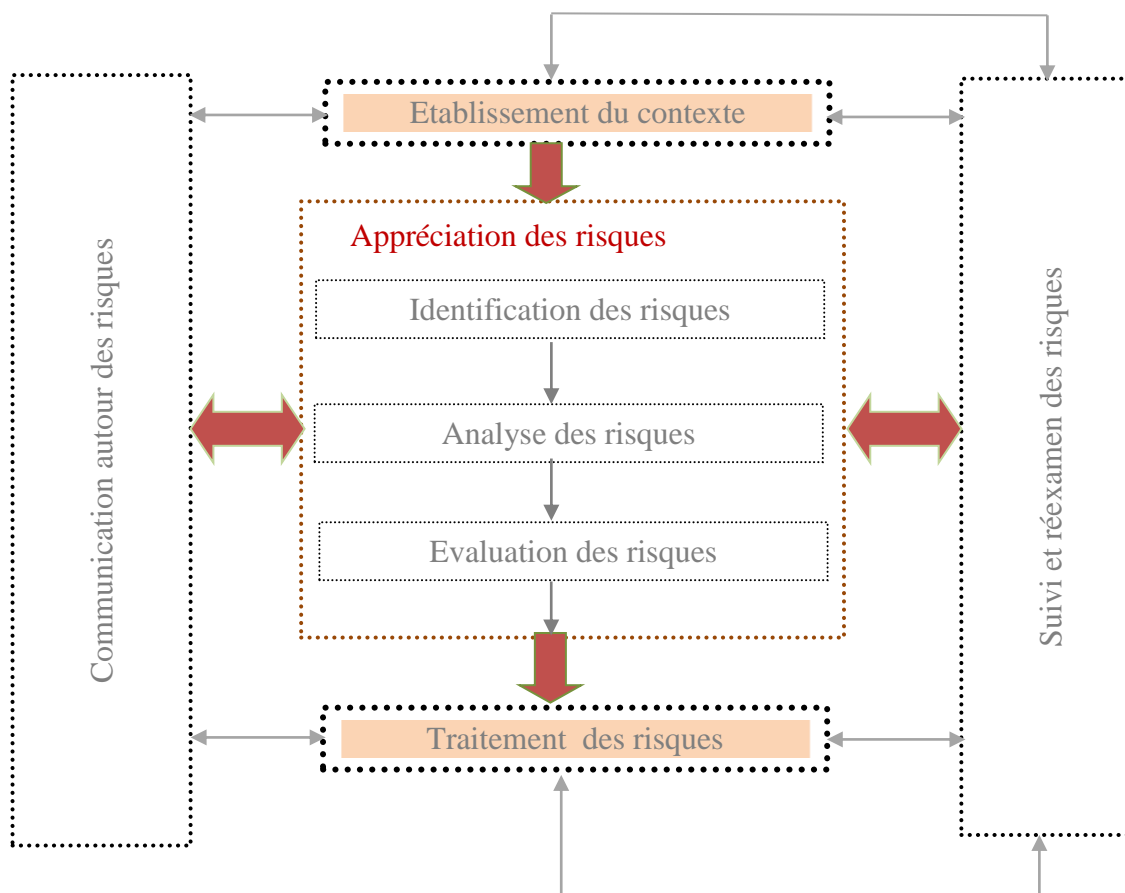 Etablissement du contexte
Appréciation des risques
Identification des risques
Analyse des risques
Evaluation des risques
Traitement  des risques
Communication autour des risques
Suivi et réexamen des risques